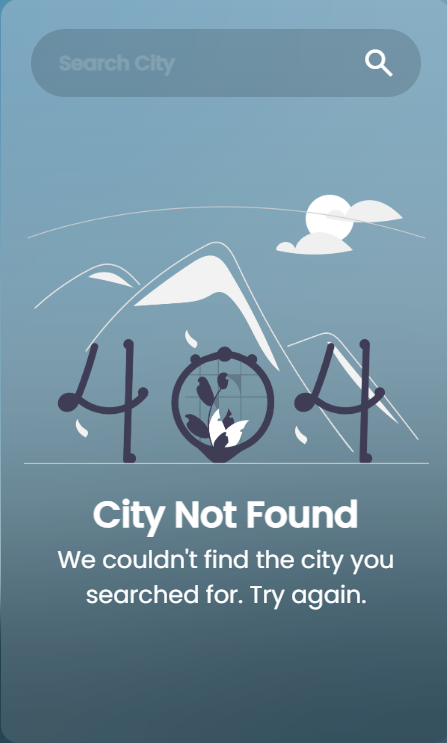 Search City
404
City Not Found
We couldn't find the city you
searched for. Try again.